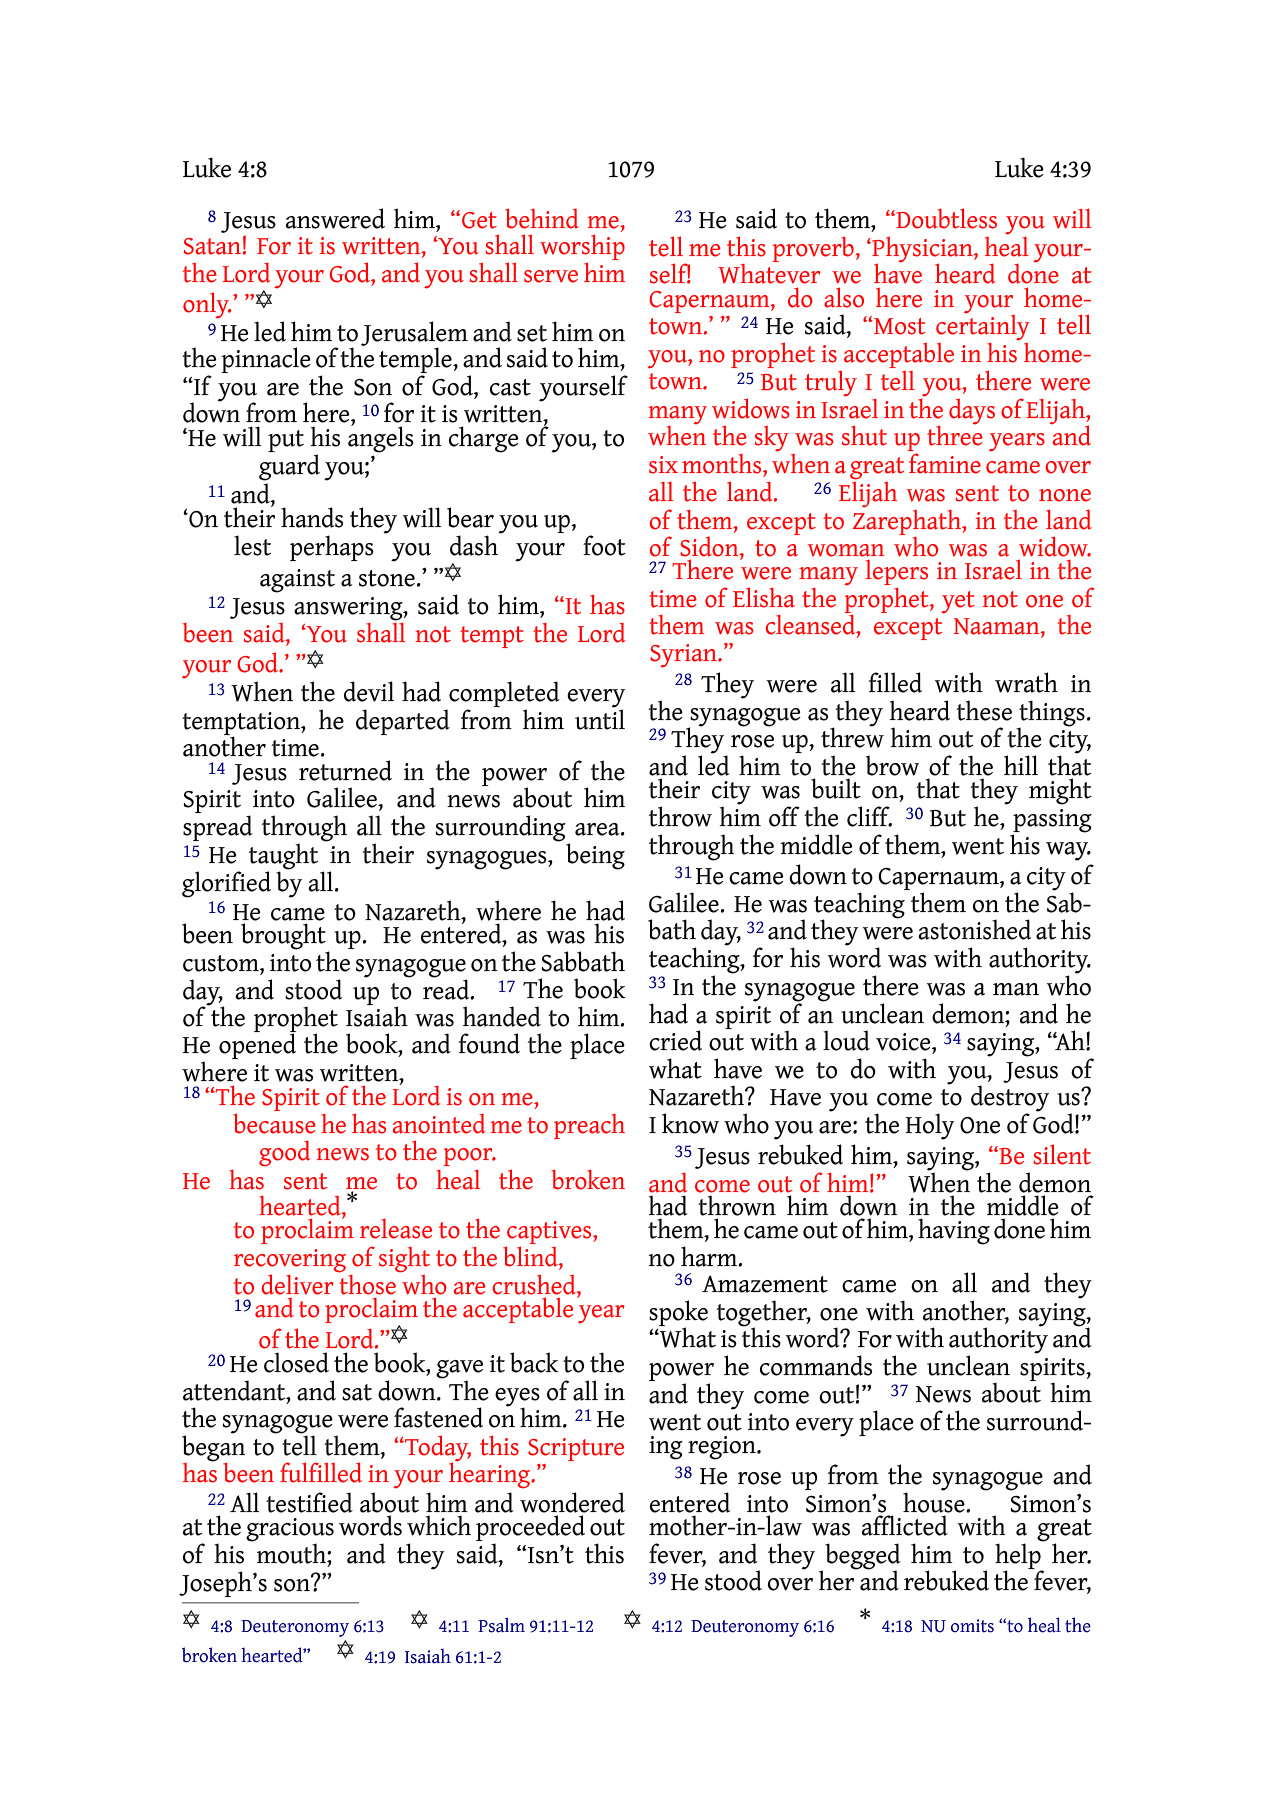 Luke 4:8 1079 Luke 4:39
8 Jesus answered him, “Get behind me,
Satan! For it is written, ‘You shall worship
the Lord your God, and you shall serve him
only.’ ”✡
9 He led him to Jerusalem and set him on
the pinnacle of the temple, and said to him,
“If you are the Son of God, cast yourself
down from here, 10 for it is written,
‘He will put his angels in charge of you, to
guard you;’
11 and,
‘On their hands they will bear you up,
lest perhaps you dash your foot
against a stone.’ ”✡
12 Jesus answering, said to him, “It has
been said, ‘You shall not tempt the Lord
your God.’ ”✡
13 When the devil had completed every
temptation, he departed from him until
another time.
14 Jesus returned in the power of the
Spirit into Galilee, and news about him
spread through all the surrounding area.
15 He taught in their synagogues, being
glorified by all.
16 He came to Nazareth, where he had
been brought up. He entered, as was his
custom, into the synagogue on the Sabbath
day, and stood up to read. 17 The book
of the prophet Isaiah was handed to him.
He opened the book, and found the place
where it was written,
18 “The Spirit of the Lord is on me,
because he has anointed me to preach
good news to the poor.
He has sent me to heal the broken
hearted,*
to proclaim release to the captives,
recovering of sight to the blind,
to deliver those who are crushed,
19 and to proclaim the acceptable year
of the Lord.”✡
20 He closed the book, gave it back to the
attendant, and sat down. The eyes of all in
the synagogue were fastened on him. 21 He
began to tell them, “Today, this Scripture
has been fulfilled in your hearing.”
22 All testified about him and wondered
at the gracious words which proceeded out
of his mouth; and they said, “Isn’t this
Joseph’s son?”
23 He said to them, “Doubtless you will
tell me this proverb, ‘Physician, heal your-
self! Whatever we have heard done at
Capernaum, do also here in your home-
town.’ ” 24 He said, “Most certainly I tell
you, no prophet is acceptable in his home-
town. 25 But truly I tell you, there were
many widows in Israel in the days of Elijah,
when the sky was shut up three years and
six months, when a great famine came over
all the land. 26 Elijah was sent to none
of them, except to Zarephath, in the land
of Sidon, to a woman who was a widow.
27 There were many lepers in Israel in the
time of Elisha the prophet, yet not one of
them was cleansed, except Naaman, the
Syrian.”
28 They were all filled with wrath in
the synagogue as they heard these things.
29 They rose up, threw him out of the city,
and led him to the brow of the hill that
their city was built on, that they might
throw him off the cliff. 30 But he, passing
through the middle of them, went his way.
31 He came down to Capernaum, a city of
Galilee. He was teaching them on the Sab-
bath day, 32 and they were astonished at his
teaching, for his word was with authority.
33 In the synagogue there was a man who
had a spirit of an unclean demon; and he
cried out with a loud voice, 34 saying, “Ah!
what have we to do with you, Jesus of
Nazareth? Have you come to destroy us?
I know who you are: the Holy One of God!”
35 Jesus rebuked him, saying, “Be silent
and come out of him!” When the demon
had thrown him down in the middle of
them, he came out of him, having done him
no harm.
36 Amazement came on all and they
spoke together, one with another, saying,
“What is this word? For with authority and
power he commands the unclean spirits,
and they come out!” 37 News about him
went out into every place of the surround-
ing region.
38 He rose up from the synagogue and
entered into Simon’s house. Simon’s
mother-in-law was afflicted with a great
fever, and they begged him to help her.
39 He stood over her and rebuked the fever,
✡ 4:8 Deuteronomy 6:13 ✡ 4:11 Psalm 91:11-12 ✡ 4:12 Deuteronomy 6:16 * 4:18 NU omits “to heal the
broken hearted” ✡ 4:19 Isaiah 61:1-2